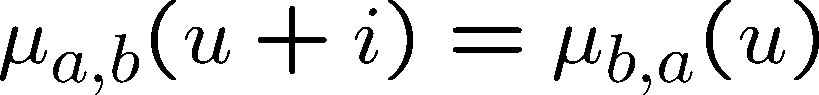 μ_{a,b}(u + i) = μ_{b,a}(u)